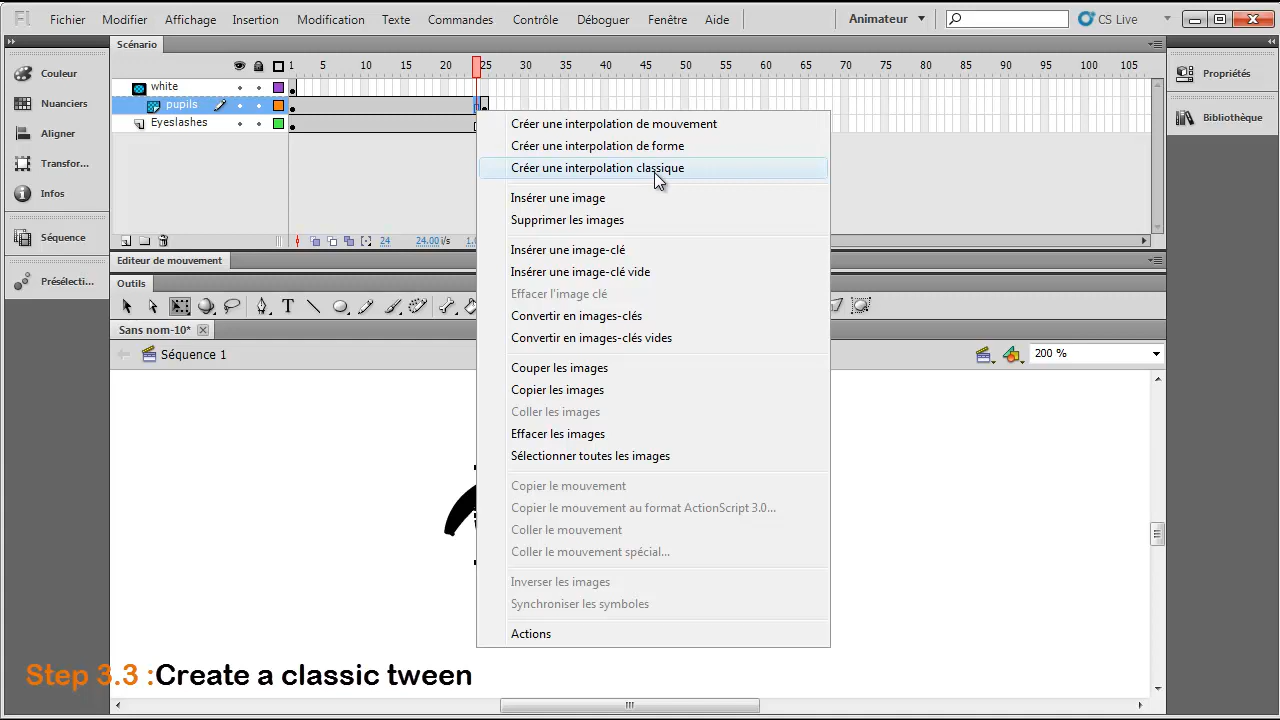 Fl Fichier Modifier Affichage Insertion Modification Texte Commandes Contrôle Déboguer Fenêtre Aide Animateur CS Live
Scénario
1 5 10 15 20 25 30 35 40 45 50 55 60 65 70 75 80 85 90 95 100 105
white
pupils
Eyeslashes
24 24.00 i/s 1.0
Couleur
Nuanciers
Aligner
Transfor...
Infos
Séquence
Présélecti...
Propriétés
Bibliothèque
Editeur de mouvement
Outils
Sans nom-10*
Séquence 1
200 %
Créer une interpolation de mouvement
Créer une interpolation de forme
Créer une interpolation classique
Insérer une image
Supprimer les images
Insérer une image-clé
Insérer une image-clé vide
Effacer l'image clé
Convertir en images-clés
Convertir en images-clés vides
Couper les images
Copier les images
Coller les images
Effacer les images
Sélectionner toutes les images
Copier le mouvement
Copier le mouvement au format ActionScript 3.0...
Coller le mouvement
Coller le mouvement spécial...
Inverser les images
Synchroniser les symboles
Actions
Step 3.3 :Create a classic tween